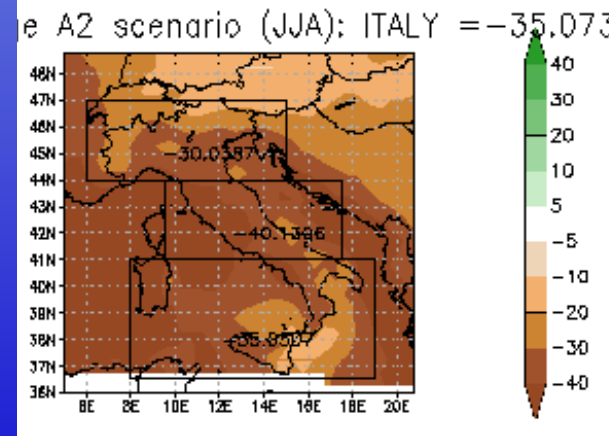 e A2 scenario (JJA): ITALY =-35.073
48N
47N
46N
45N
44N
43N
42N
41N
40N
39N
38N
37N
36N
-40.1396
6E 8E 10E 12E 14E 16E 18E 20E
40
30
20
10
5
-5
-10
-20
-30
-40